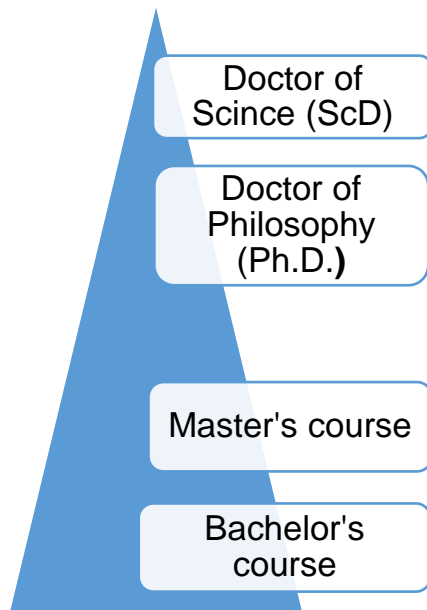 Doctor of
Scince (ScD)
Doctor of
Philosophy
(Ph.D.)
Master's course
Bachelor's
course